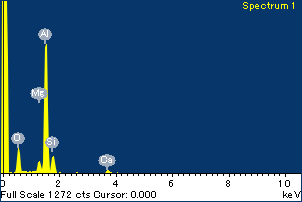 Spectrum 1
Al
Mg
O
Si
Ca
0 2 4 6 8 10
Full Scale 1272 cts Cursor: 0.000 keV